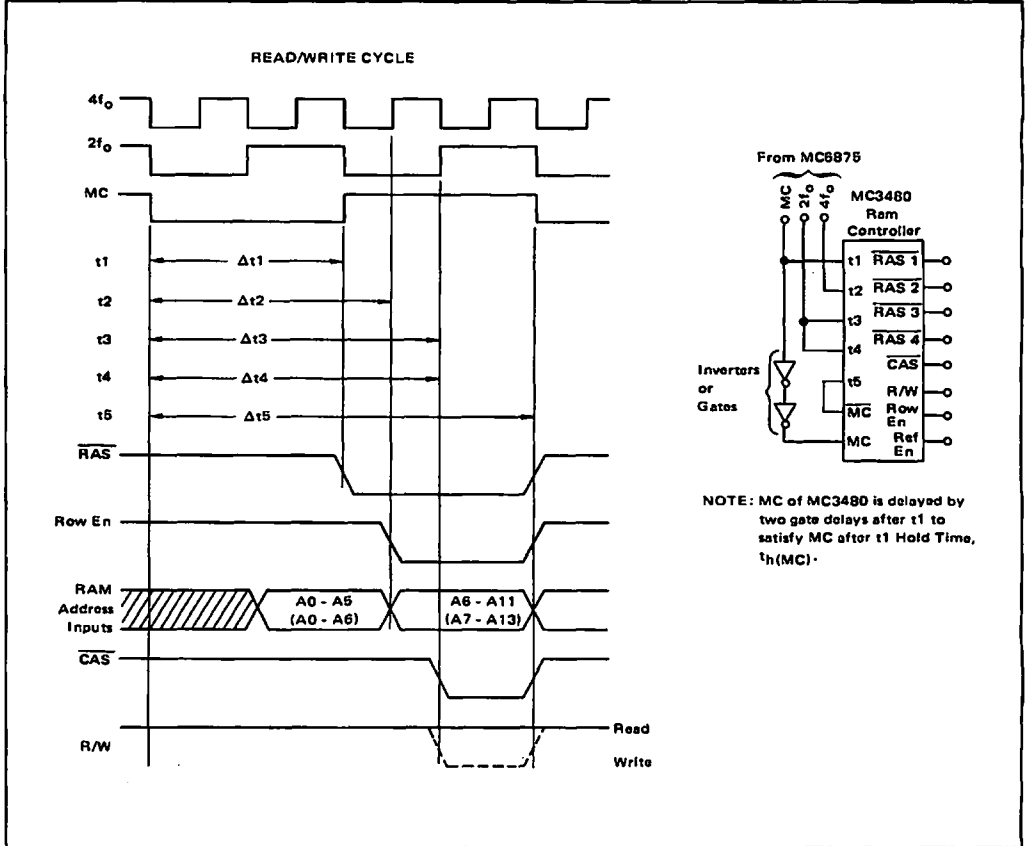 READ/WRITE CYCLE
4fo
2fo
MC
t1
Δt1
t2
Δt2
t3
Δt3
t4
Δt4
t5
Δt5
RAS
Row En
RAM
Address
Inputs
A0 - A5
(A0 - A6)
A6 - A11
(A7 - A13)
CAS
R/W
Read
Write
From MC6875
MC
2fo
4fo
MC3480
Ram
Controller
t1 RAS 1
t2 RAS 2
t3 RAS 3
t4 RAS 4
CAS
t5
R/W
MC Row
En
MC Ref
En
Inverters
or
Gates
NOTE: MC of MC3480 is delayed by
two gate delays after t1 to
satisfy MC after t1 Hold Time,
th(MC).